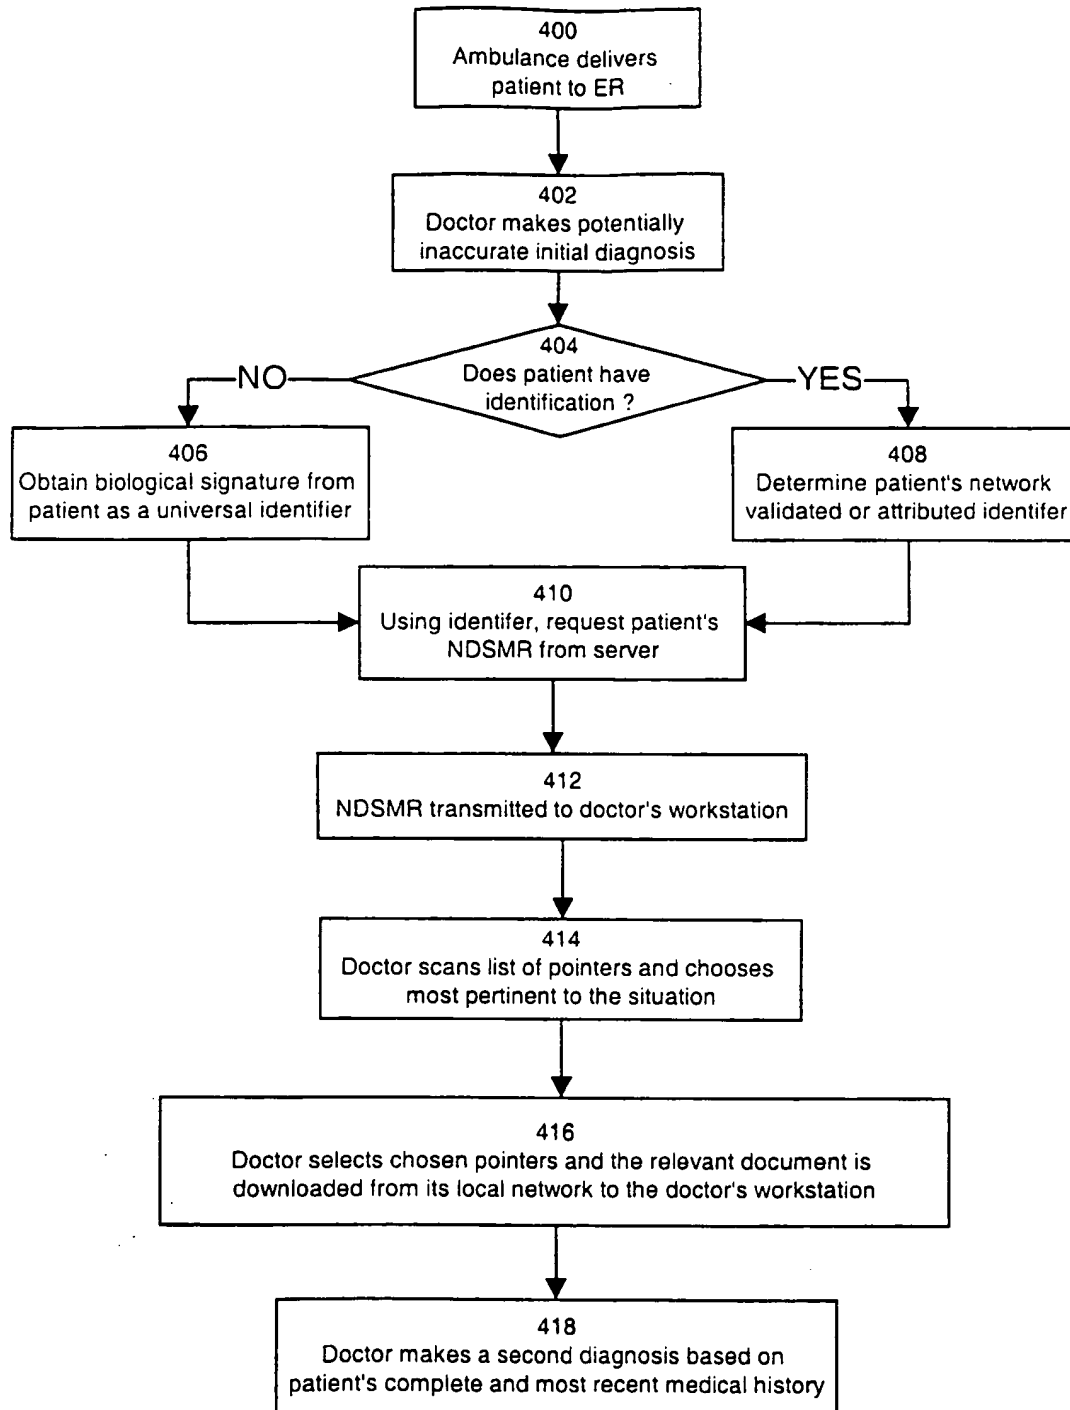 400
Ambulance delivers
patient to ER
402
Doctor makes potentially
inaccurate initial diagnosis
404
Does patient have
identification ?
NO
YES
406
Obtain biological signature from
patient as a universal identifier
408
Determine patient's network
validated or attributed identifer
410
Using identifer, request patient's
NDSMR from server
412
NDSMR transmitted to doctor's workstation
414
Doctor scans list of pointers and chooses
most pertinent to the situation
416
Doctor selects chosen pointers and the relevant document is
downloaded from its local network to the doctor's workstation
418
Doctor makes a second diagnosis based on
patient's complete and most recent medical history